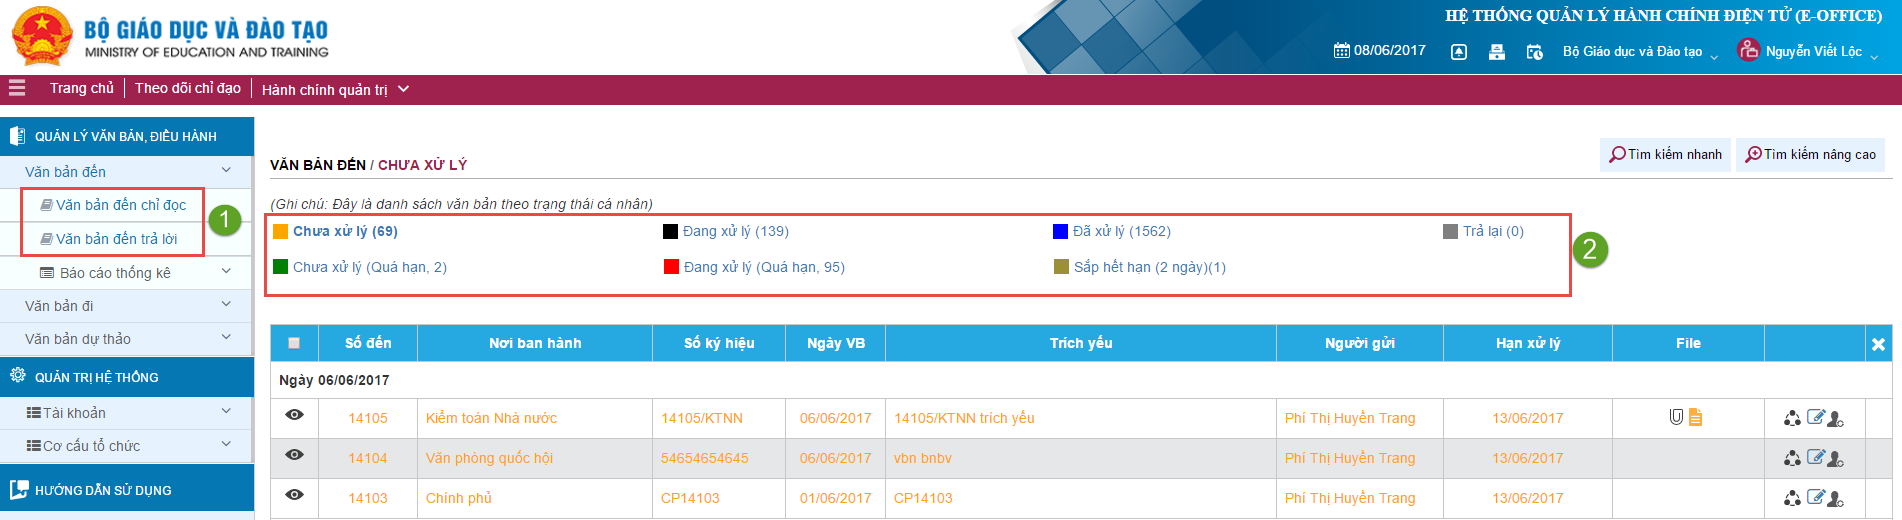 BỘ GIÁO DỤC VÀ ĐÀO TẠO
MINISTRY OF EDUCATION AND TRAINING
HỆ THỐNG QUẢN LÝ HÀNH CHÍNH ĐIỆN TỬ (E-OFFICE)
08/06/2017 Bộ Giáo dục và Đào tạo Nguyễn Viết Lộc
Trang chủ Theo dõi chỉ đạo Hành chính quản trị
QUẢN LÝ VĂN BẢN, ĐIỀU HÀNH
Văn bản đến
Văn bản đến chỉ đọc
1
Văn bản đến trả lời
Báo cáo thống kê
Văn bản đi
Văn bản dự thảo
QUẢN TRỊ HỆ THỐNG
Tài khoản
Cơ cấu tổ chức
HƯỚNG DẪN SỬ DỤNG
Tìm kiếm nhanh Tìm kiếm nâng cao
VĂN BẢN ĐẾN / CHƯA XỬ LÝ
(Ghi chú: Đây là danh sách văn bản theo trạng thái cá nhân)
Chưa xử lý (69) Đang xử lý (139) Đã xử lý (1562) Trả lại (0)
2
Chưa xử lý (Quá hạn, 2) Đang xử lý (Quá hạn, 95) Sắp hết hạn (2 ngày)(1)
Số đến Nơi ban hành Số ký hiệu Ngày VB Trích yếu Người gửi Hạn xử lý File
Ngày 06/06/2017
14105 Kiểm toán Nhà nước 14105/KTNN 06/06/2017 14105/KTNN trích yếu Phí Thị Huyền Trang 13/06/2017
14104 Văn phòng quốc hội 54654654645 06/06/2017 vbn bnbv Phí Thị Huyền Trang 13/06/2017
14103 Chính phủ CP14103 01/06/2017 CP14103 Phí Thị Huyền Trang 13/06/2017